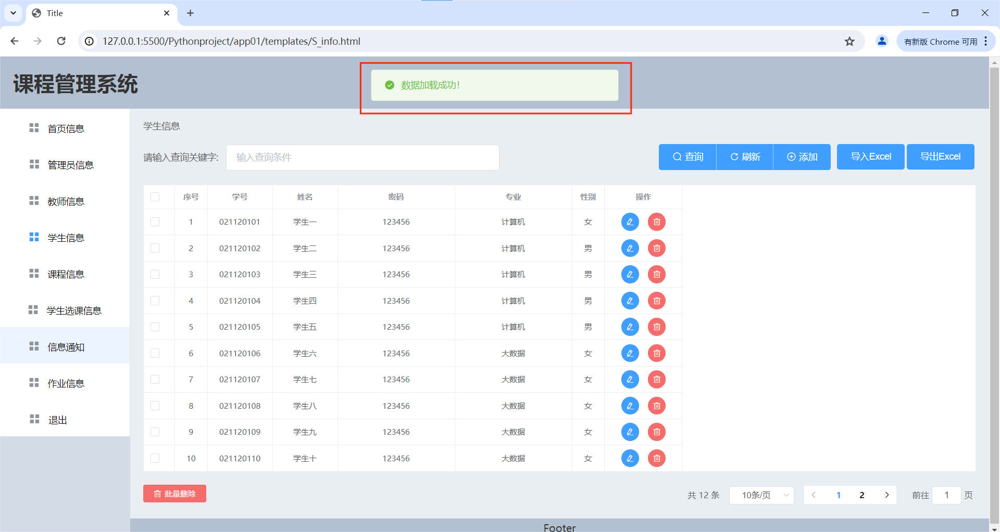 Title
127.0.0.1:5500/Pythonproject/app01/templates/S_info.html
有新版 Chrome 可用
课程管理系统
数据加载成功!
首页信息
管理员信息
教师信息
学生信息
课程信息
学生选课信息
信息通知
作业信息
退出
学生信息
请输入查询关键字:
输入查询条件
查询 刷新 添加 导入Excel 导出Excel
序号 学号 姓名 密码 专业 性别 操作
1 021120101 学生一 123456 计算机 女
2 021120102 学生二 123456 计算机 男
3 021120103 学生三 123456 计算机 男
4 021120104 学生四 123456 计算机 男
5 021120105 学生五 123456 计算机 男
6 021120106 学生六 123456 大数据 女
7 021120107 学生七 123456 大数据 女
8 021120108 学生八 123456 大数据 女
9 021120109 学生九 123456 大数据 女
10 021120110 学生十 123456 大数据 女
批量删除
共 12 条 10条/页 1 2 前往 1 页
Footer